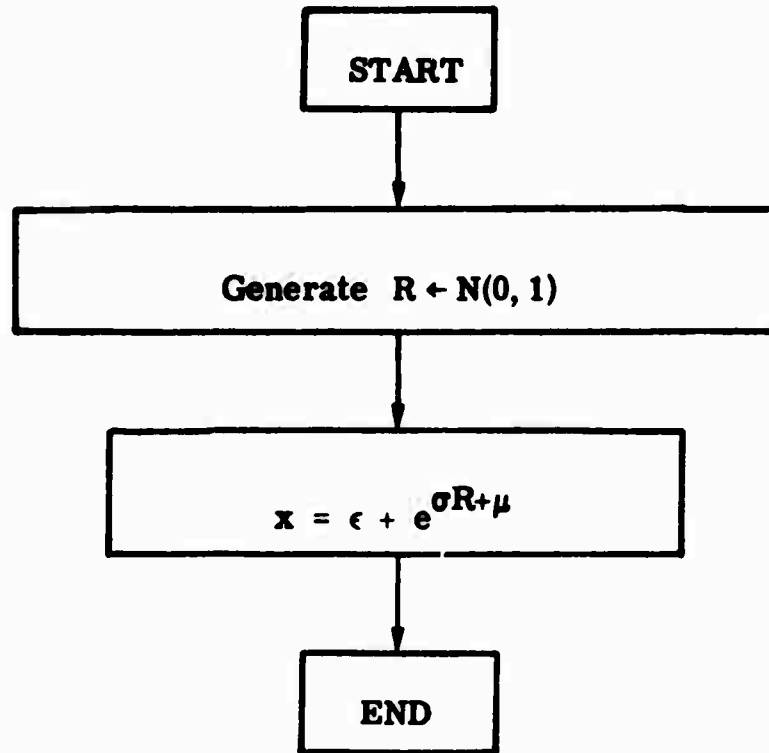 START
Generate R ← N(0, 1)
x = ϵ + e^{σR+μ}
END